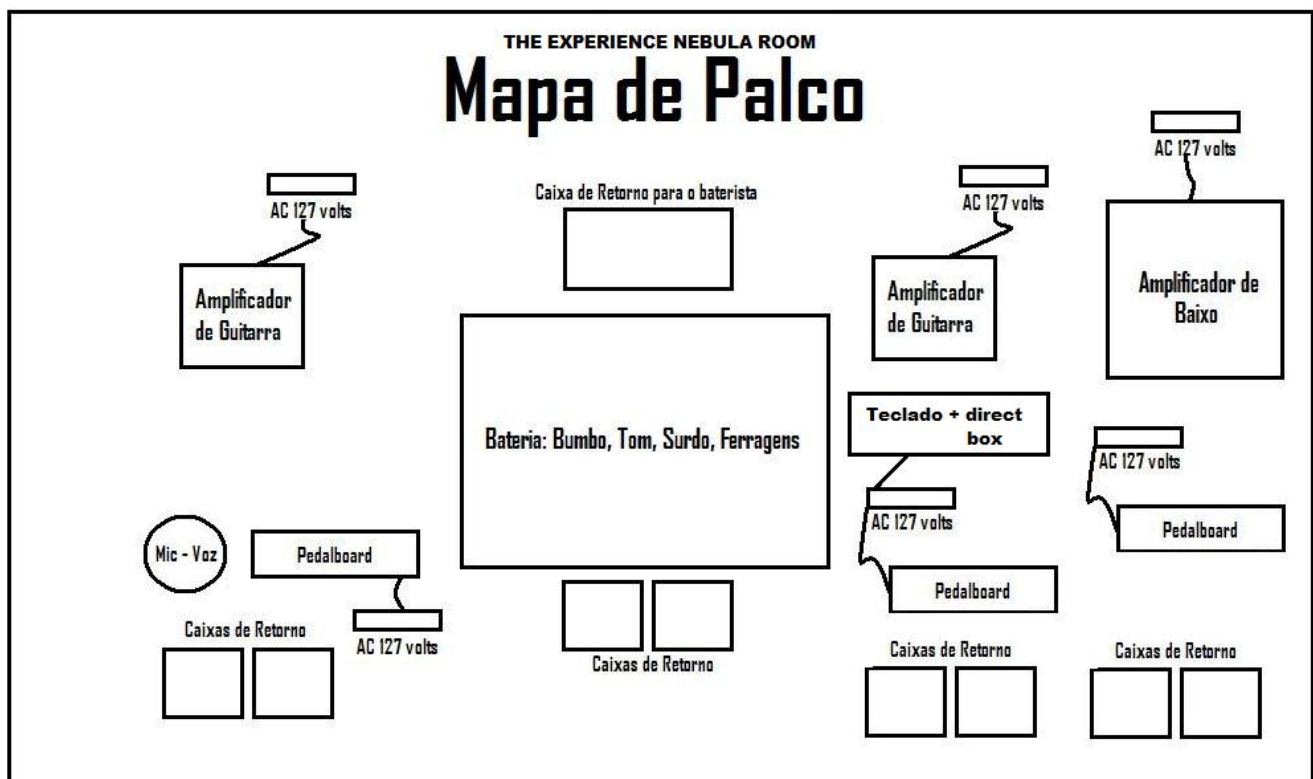 THE EXPERIENCE NEBULA ROOM
Mapa de Palco
AC 127 volts
AC 127 volts
Caixa de Retorno para o baterista
AC 127 volts
Amplificador
de Guitarra
Amplificador
de Guitarra
Amplificador de
Baixo
Bateria: Bumbo, Tom, Surdo, Ferragens
Teclado + direct
box
AC 127 volts
AC 127 volts
Mic - Voz
Pedalboard
Pedalboard
Pedalboard
Caixas de Retorno
AC 127 volts
Caixas de Retorno
Caixas de Retorno
Caixas de Retorno